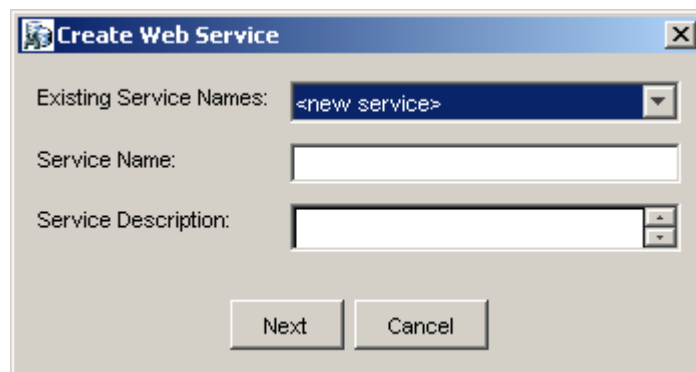 Create Web Service
Existing Service Names: <new service>
Service Name:
Service Description:
Next Cancel